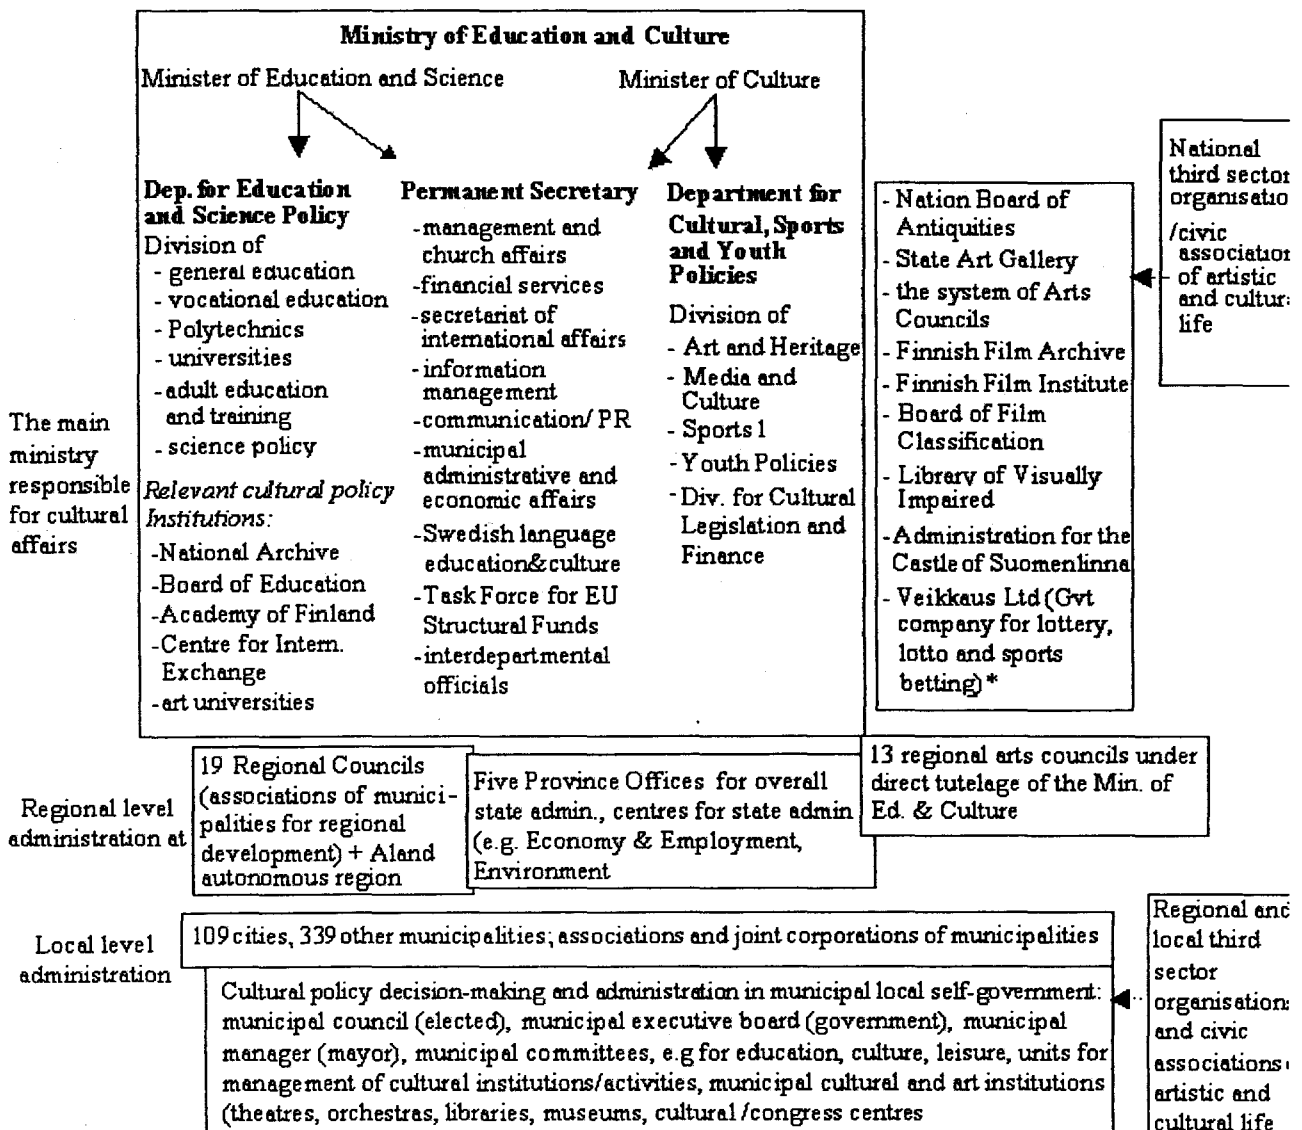 Ministry of Education and Culture
Minister of Education and Science
Minister of Culture
Dep. for Education
and Science Policy
Division of
- general education
- vocational education
- Polytechnics
- universities
- adult education
and training
- science policy
Relevant cultural policy
Institutions:
-National Archive
-Board of Education
-Academy of Finland
-Centre for Intern.
Exchange
-art universities
Permanent Secretary
-management and
church affairs
-financial services
-secretariat of
international affairs
-information
management
-communication/ PR
-municipal
administrative and
economic affairs
-Swedish language
education&culture
-Task Force for EU
Structural Funds
-interdepartmental
officials
Department for
Cultural, Sports
and Youth
Policies
Division of
- Art and Heritage
- Media and
Culture
- Sports 1
-Youth Policies
- Div. for Cultural
Legislation and
Finance
- Nation Board of
Antiquities
- State Art Gallery
- the system of Arts
Councils
- Finnish Film Archive
- Finnish Film Institute
- Board of Film
Classification
- Library of Visually
Impaired
-Administration for the
Castle of Suomenlinna
- Veikkaus Ltd (Gvt
company for lottery,
lotto and sports
betting) *
National
third sector
organisatio
/civic
association
of artistic
and cultura
life
The main
ministry
responsible
for cultural
affairs
Regional level
administration at
19 Regional Councils
(associations of munici-
palities for regional
development) + Aland
autonomous region
Five Province Offices for overall
state admin., centres for state admin
(e.g. Economy & Employment,
Environment
13 regional arts councils under
direct tutelage of the Min. of
Ed. & Culture
Local level
administration
109 cities, 339 other municipalities; associations and joint corporations of municipalities
Cultural policy decision-making and administration in municipal local self-government:
municipal council (elected), municipal executive board (government), municipal
manager (mayor), municipal committees, e.g for education, culture, leisure, units for
management of cultural institutions/activities, municipal cultural and art institutions
(theatres, orchestras, libraries, museums, cultural /congress centres
Regional and
local third
sector
organisations
and civic
associations
artistic and
cultural life